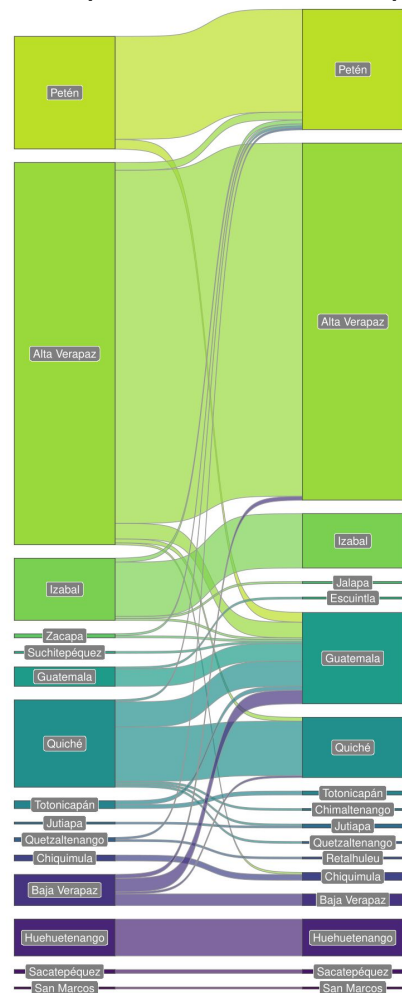 Petén
Alta Verapaz
Izabal
Zacapa
Suchitepéquez
Guatemala
Quiché
Totonicapán
Jutiapa
Quetzaltenango
Chiquimula
Baja Verapaz
Huehuetenango
Sacatepéquez
San Marcos
Petén
Alta Verapaz
Izabal
Jalapa
Escuintla
Guatemala
Quiché
Totonicapán
Chimaltenango
Jutiapa
Quetzaltenango
Retalhuleu
Chiquimula
Baja Verapaz
Huehuetenango
Sacatepéquez
San Marcos